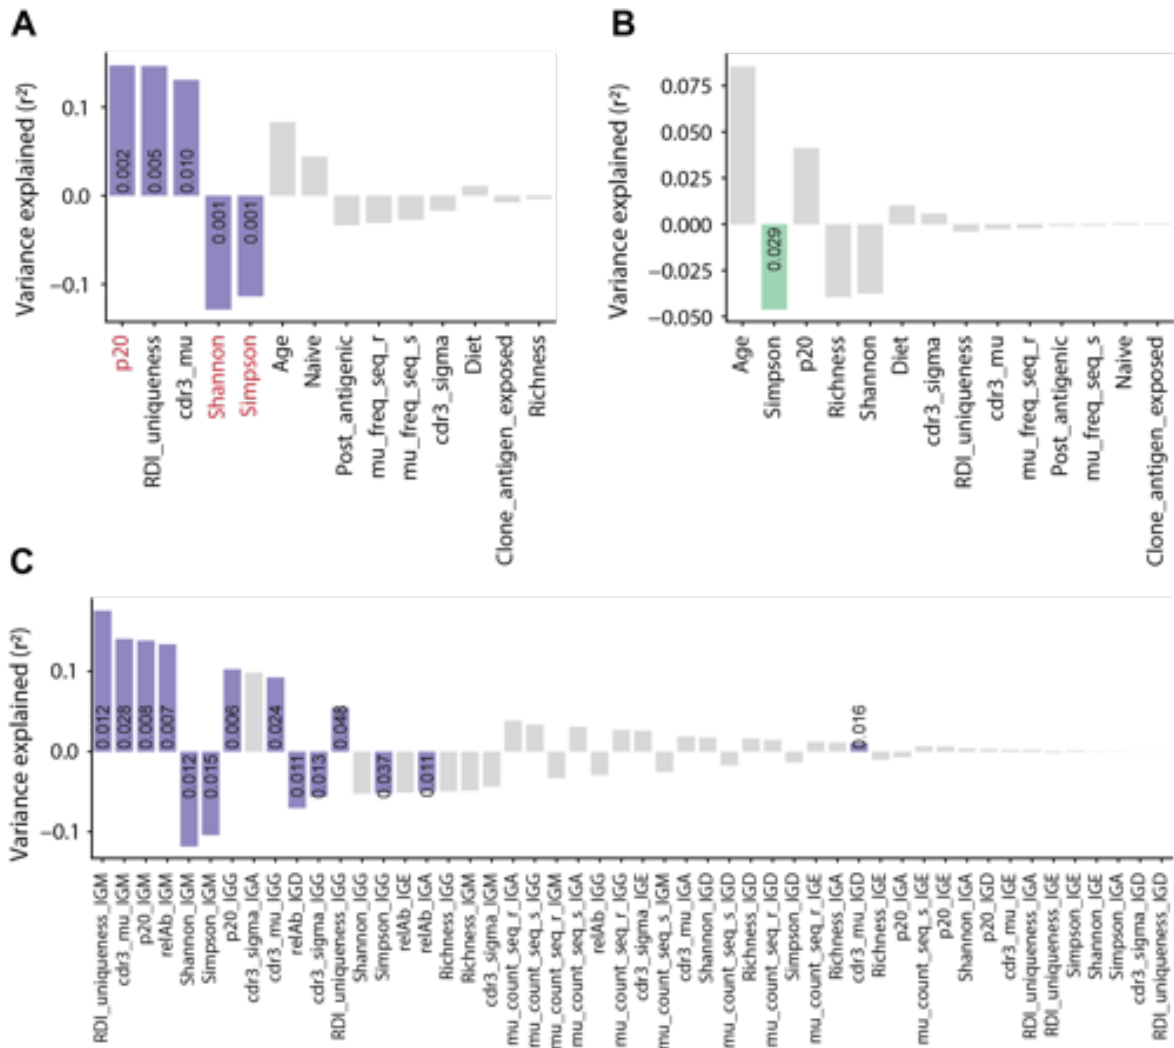 A
Variance explained (r²)
0.1
0.0
−0.1
0.002
0.005
0.010
0.001
0.001
p20
RDI_uniqueness
cdr3_mu
Shannon
Simpson
Age
Naive
Post_antigenic
mu_freq_seq_r
mu_freq_seq_s
cdr3_sigma
Diet
Clone_antigen_exposed
Richness
B
Variance explained (r²)
0.075
0.050
0.025
0.000
−0.025
−0.050
0.029
Age
Simpson
p20
Richness
Shannon
Diet
cdr3_sigma
RDI_uniqueness
cdr3_mu
mu_freq_seq_r
Post_antigenic
mu_freq_seq_s
Naive
Clone_antigen_exposed
C
Variance explained (r²)
0.1
0.0
−0.1
0.012
0.028
0.008
0.007
0.012
0.015
0.006
0.024
0.011
0.013
0.048
0.037
0.011
0.016
RDI_uniqueness_IGM
cdr3_mu_IGM
p20_IGM
relAb_IGM
Shannon_IGM
Simpson_IGM
p20_IGG
cdr3_sigma_IGA
cdr3_mu_IGG
relAb_IGD
cdr3_sigma_IGG
RDI_uniqueness_IGG
Shannon_IGG
Simpson_IGG
relAb_IGE
relAb_IGA
Richness_IGG
Richness_IGM
cdr3_sigma_IGM
mu_count_seq_r_IGA
mu_count_seq_s_IGG
mu_count_seq_r_IGM
mu_count_seq_s_IGA
relAb_IGG
mu_count_seq_r_IGG
cdr3_sigma_IGE
mu_count_seq_s_IGM
cdr3_mu_IGA
Shannon_IGD
mu_count_seq_s_IGD
Richness_IGD
mu_count_seq_r_IGD
Simpson_IGD
mu_count_seq_r_IGE
Richness_IGA
cdr3_mu_IGD
Richness_IGE
p20_IGA
mu_count_seq_s_IGE
p20_IGE
Shannon_IGA
p20_IGD
cdr3_mu_IGE
RDI_uniqueness_IGA
RDI_uniqueness_IGE
Simpson_IGE
Shannon_IGE
Simpson_IGA
cdr3_sigma_IGD
RDI_uniqueness_IGD